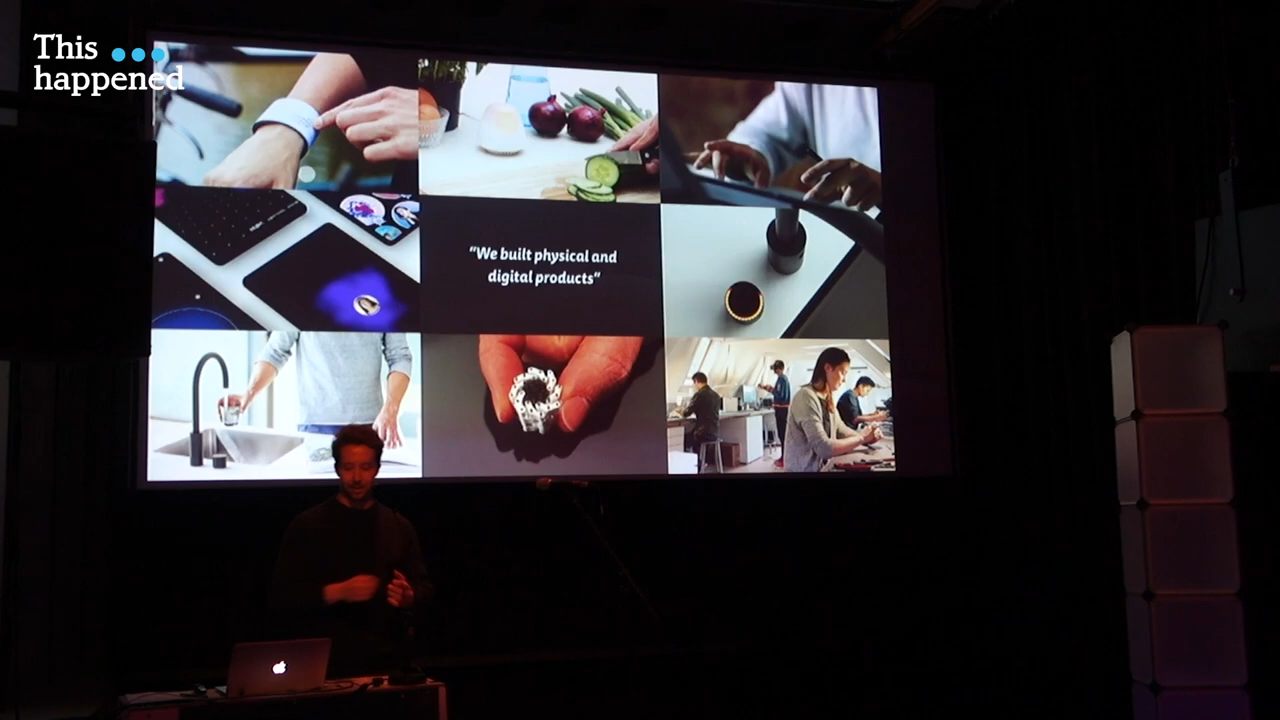 This
happened
“We built physical and
digital products”